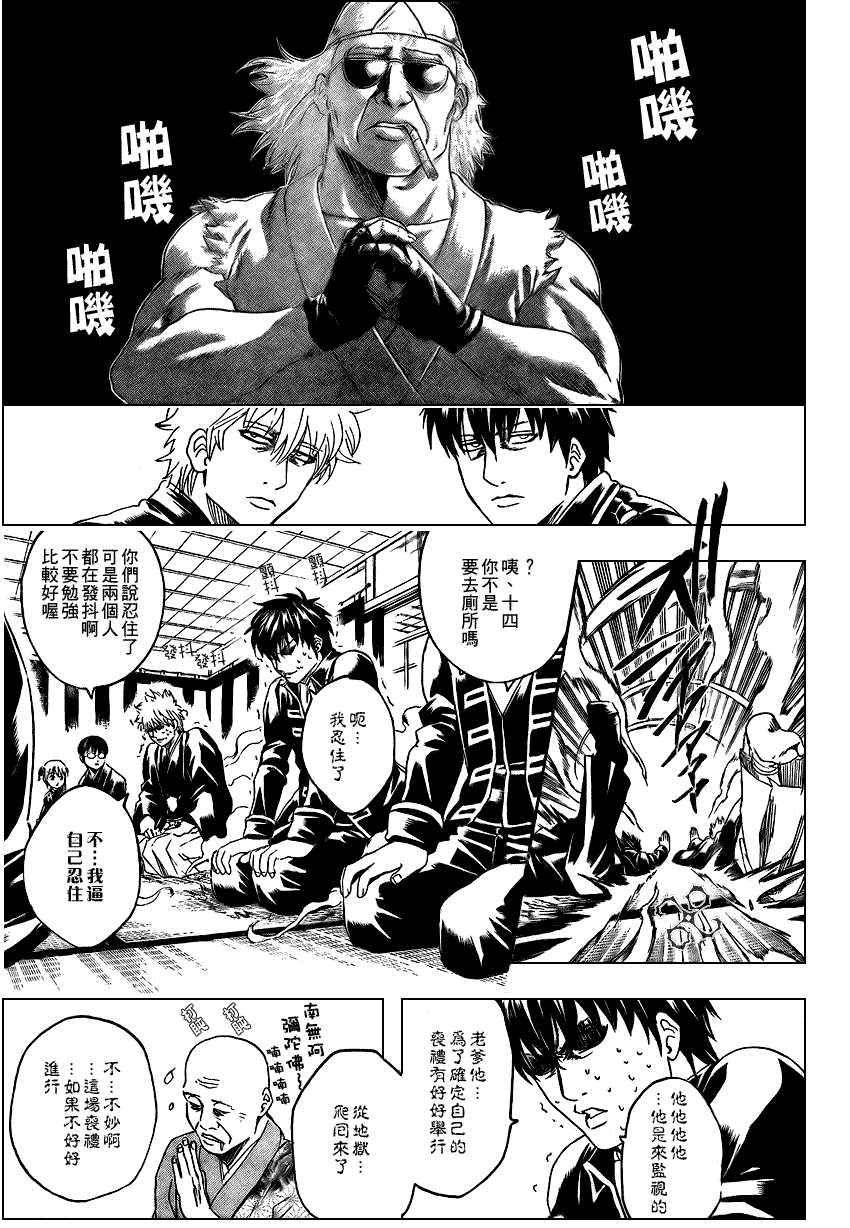 啪嘰
啪嘰
啪嘰
啪嘰
?
咦、十四
你不是
要去廁所嗎
呃…
我忍住了
顫抖
顫抖
發抖
發抖
你們說忍住了
可是兩個人
都在發抖啊
不要勉強
比較好喔
不…我逼
自己忍住
他他他他
…他是來監視的
老爹他…
為了確定自己的
喪禮有好好舉行
從地獄…
爬回來了
南無阿
彌陀佛~
喃喃喃喃
不…不妙啊
…這場喪禮
…如果不好好
進行